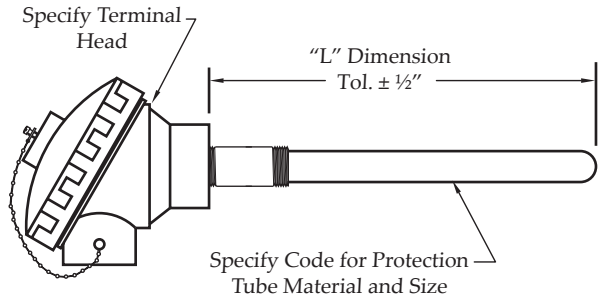 Specify Terminal
Head
“L” Dimension
Tol. ± ½”
Specify Code for Protection
Tube Material and Size